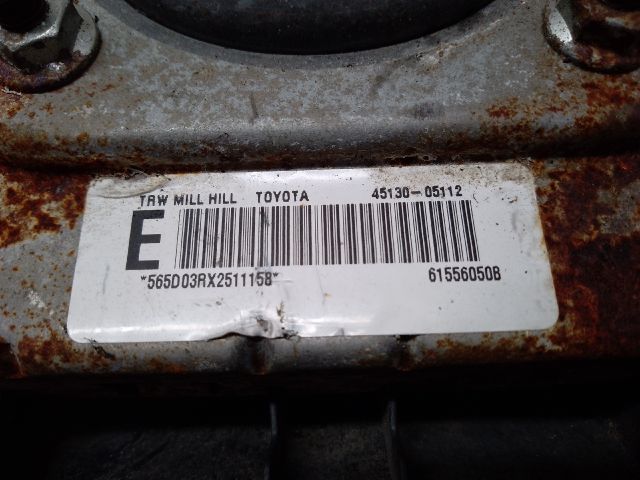 TRW MILL HILL TOYOTA 45130-05112
E
*565D03RX2511158* 61556050B